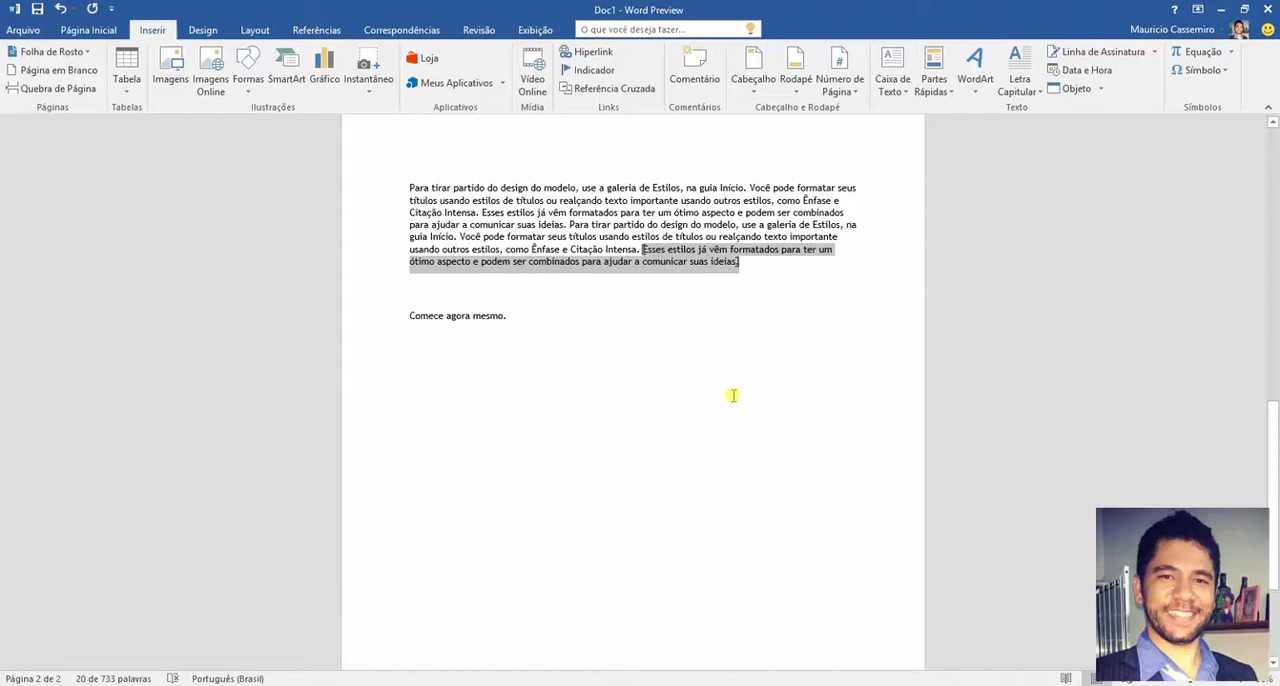 Doc1 - Word Preview
Arquivo Página Inicial Inserir Design Layout Referências Correspondências Revisão Exibição O que você deseja fazer... Mauricio Cassemiro
Folha de Rosto
Página em Branco
Quebra de Página
Páginas
Tabela
Tabelas
Imagens
Imagens Online
Formas
SmartArt
Gráfico
Instantâneo
Ilustrações
Loja
Meus Aplicativos
Aplicativos
Vídeo Online
Mídia
Hiperlink
Indicador
Referência Cruzada
Links
Comentário
Comentários
Cabeçalho
Rodapé
Número de Página
Cabeçalho e Rodapé
Caixa de Texto
Partes Rápidas
WordArt
Letra Capitular
Linha de Assinatura
Data e Hora
Objeto
Texto
Equação
Símbolo
Símbolos
Para tirar partido do design do modelo, use a galeria de Estilos, na guia Início. Você pode formatar seus
títulos usando estilos de títulos ou realçando texto importante usando outros estilos, como Ênfase e
Citação Intensa. Esses estilos já vêm formatados para ter um ótimo aspecto e podem ser combinados
para ajudar a comunicar suas ideias. Para tirar partido do design do modelo, use a galeria de Estilos, na
guia Início. Você pode formatar seus títulos usando estilos de títulos ou realçando texto importante
usando outros estilos, como Ênfase e Citação Intensa. Esses estilos já vêm formatados para ter um
ótimo aspecto e podem ser combinados para ajudar a comunicar suas ideias.
Comece agora mesmo.
Página 2 de 2 20 de 733 palavras Português (Brasil)